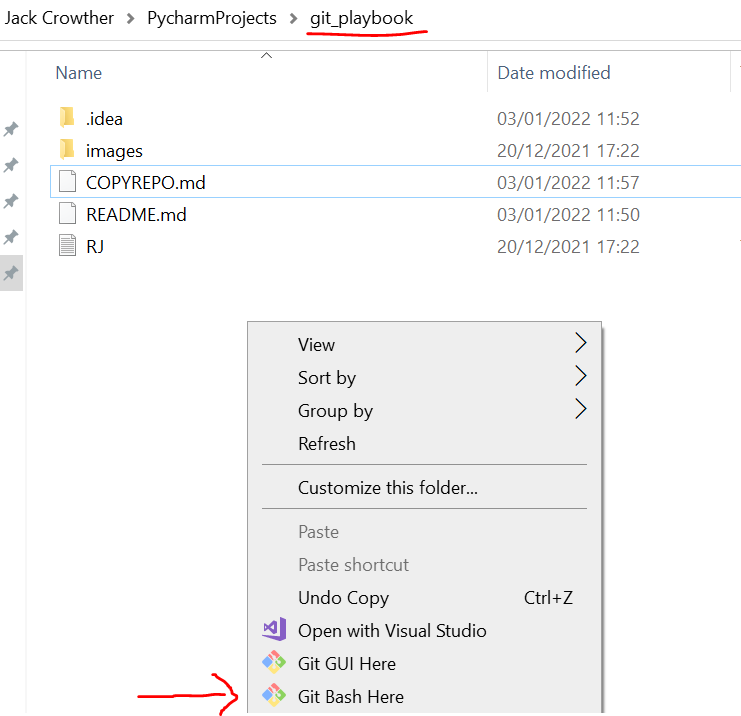 Jack Crowther > PycharmProjects > git_playbook
Name Date modified
.idea 03/01/2022 11:52
images 20/12/2021 17:22
COPYREPO.md 03/01/2022 11:57
README.md 03/01/2022 11:50
RJ 20/12/2021 17:22
View
Sort by
Group by
Refresh
Customize this folder...
Paste
Paste shortcut
Undo Copy Ctrl+Z
Open with Visual Studio
Git GUI Here
Git Bash Here